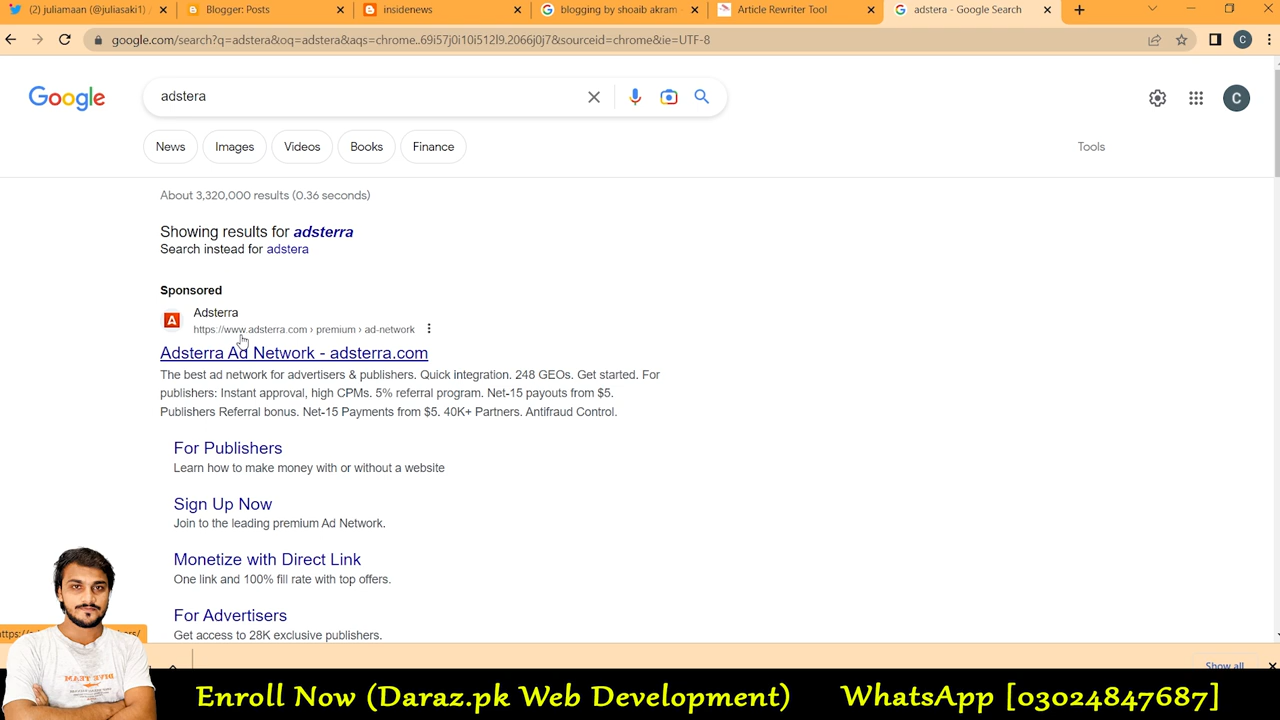 (2) juliamaan (@juliasaki1)
Blogger: Posts
insidenews
blogging by shoaib akram
Article Rewriter Tool
adstera - Google Search
google.com/search?q=adstera&oq=adstera&aqs=chrome..69i57j0i10i512l9.2066j0j7&sourceid=chrome&ie=UTF-8
C
Google
adstera
C
News
Images
Videos
Books
Finance
Tools
About 3,320,000 results (0.36 seconds)
Showing results for adsterra
Search instead for adstera
Sponsored
A
Adsterra
https://www.adsterra.com › premium › ad-network
Adsterra Ad Network - adsterra.com
The best ad network for advertisers & publishers. Quick integration. 248 GEOs. Get started. For
publishers: Instant approval, high CPMs. 5% referral program. Net-15 payouts from $5.
Publishers Referral bonus. Net-15 Payments from $5. 40K+ Partners. Antifraud Control.
For Publishers
Learn how to make money with or without a website
Sign Up Now
Join to the leading premium Ad Network.
Monetize with Direct Link
One link and 100% fill rate with top offers.
For Advertisers
Get access to 28K exclusive publishers.
Show all
Enroll Now (Daraz.pk Web Development)
WhatsApp [03024847687]